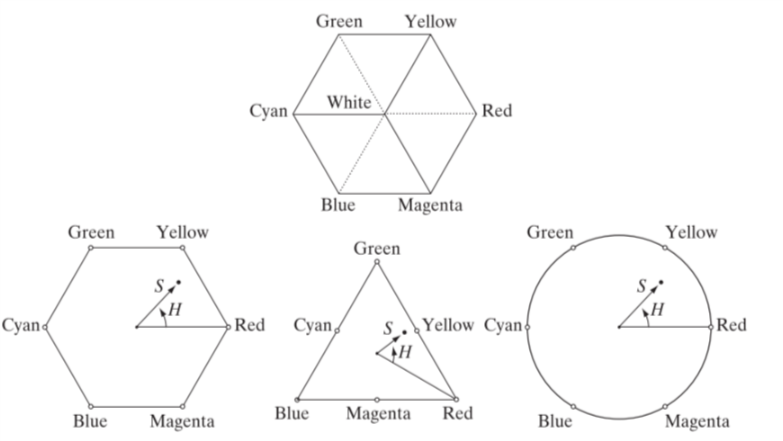 Green Yellow
Cyan White Red
Blue Magenta
Green Yellow
S
H
Cyan Red
Blue Magenta
Green
Cyan S Yellow
H
Blue Magenta Red
Green Yellow
S
H
Cyan Red
Blue Magenta